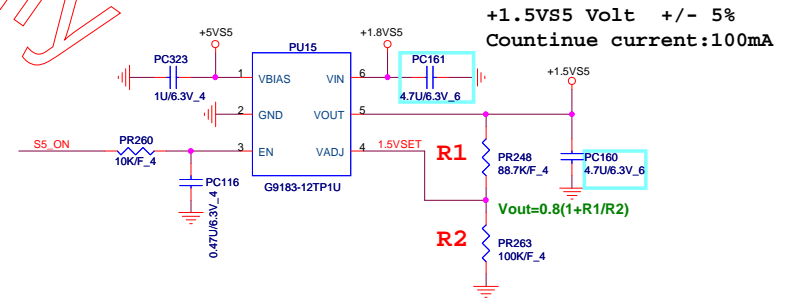 +1.5VS5 Volt +/- 5%
Countinue current:100mA
+5VS5
+1.8VS5
+1.5VS5
PU15
PC323
1U/6.3V_4
1
VBIAS
VIN
6
PC161
4.7U/6.3V_6
2
GND
VOUT
5
S5_ON
PR260
10K/F_4
3
EN
VADJ
4
1.5VSET
G9183-12TP1U
PC116
0.47U/6.3V_4
R1
PR248
88.7K/F_4
PC160
4.7U/6.3V_6
Vout=0.8(1+R1/R2)
R2
PR263
100K/F_4